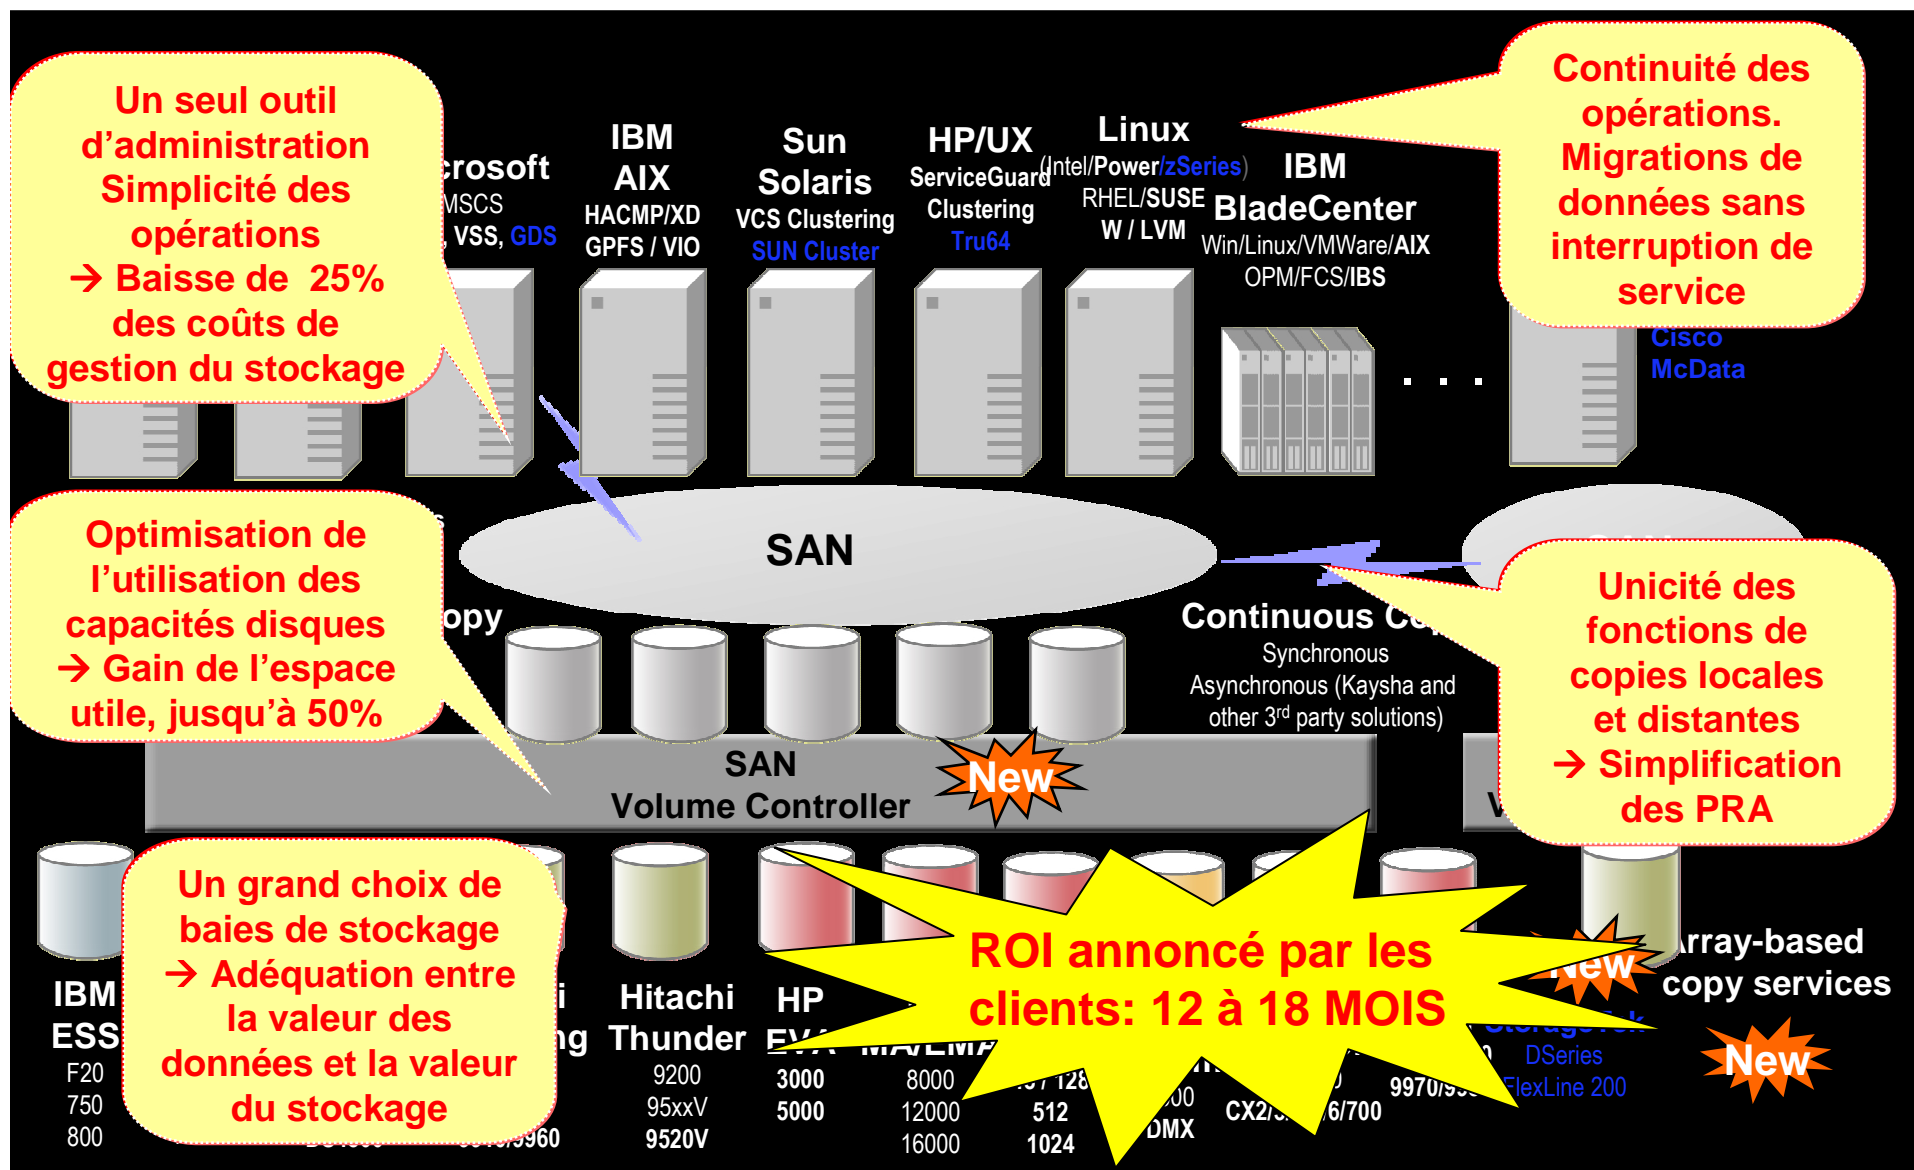 Un seul outil
d’administration
Simplicité des
opérations
→ Baisse de 25%
des coûts de
gestion du stockage
MSCS
VSS, GDS
IBM
AIX
HACMP/XD
GPFS / VIO
Sun
Solaris
VCS Clustering
SUN Cluster
HP/UX
ServiceGuard
Clustering
Tru64
Linux
(Intel/Power/zSeries)
RHEL/SUSE
W / LVM
IBM
BladeCenter
Win/Linux/VMWare/AIX
OPM/FCS/IBS
. . .
Continuité des
opérations.
Migrations de
données sans
interruption de
service
Cisco
McData
Optimisation de
l’utilisation des
capacités disques
→ Gain de l’espace
utile, jusqu’à 50%
SAN
Continuous
Synchronous
Asynchronous (Kaysha and
other 3rd party solutions)
Unicité des
fonctions de
copies locales
et distantes
→ Simplification
des PRA
SAN
Volume Controller
New
Un grand choix de
baies de stockage
→ Adéquation entre
la valeur des
données et la valeur
du stockage
ROI annoncé par les
clients: 12 à 18 MOIS
IBM
ESS
F20
750
800
Hitachi
Thunder
9200
95xxV
9520V
HP
EVA
3000
5000
MA/EMA
8000
12000
16000
512
1024
DMX
StorageTek
DSeries
FlexLine 200
New
Array-based
copy services
New